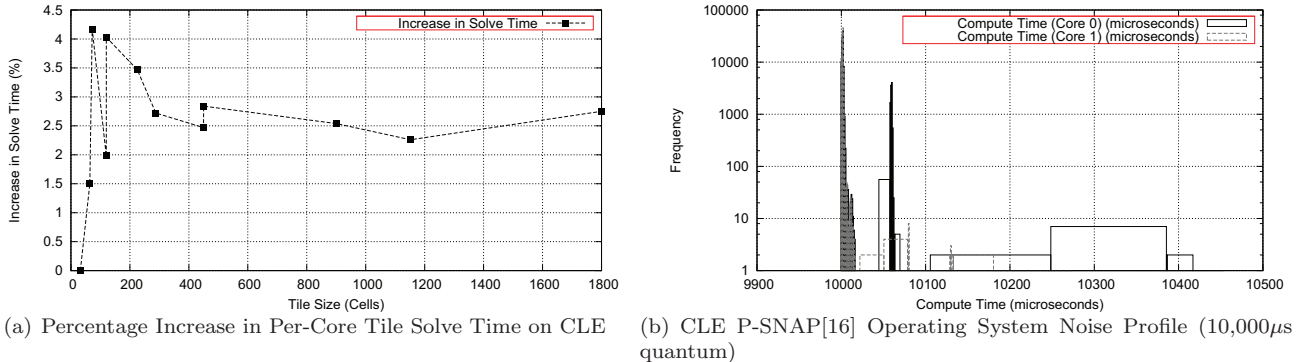 Increase in Solve Time
4.5
4
3.5
3
2.5
2
1.5
1
0.5
0
Increase in Solve Time (%)
0 200 400 600 800 1000 1200 1400 1600 1800
Tile Size (Cells)
(a) Percentage Increase in Per-Core Tile Solve Time on CLE
Compute Time (Core 0) (microseconds)
Compute Time (Core 1) (microseconds)
100000
10000
1000
100
10
1
Frequency
9900 10000 10100 10200 10300 10400 10500
Compute Time (microseconds)
(b) CLE P-SNAP[16] Operating System Noise Profile (10,000μs
quantum)